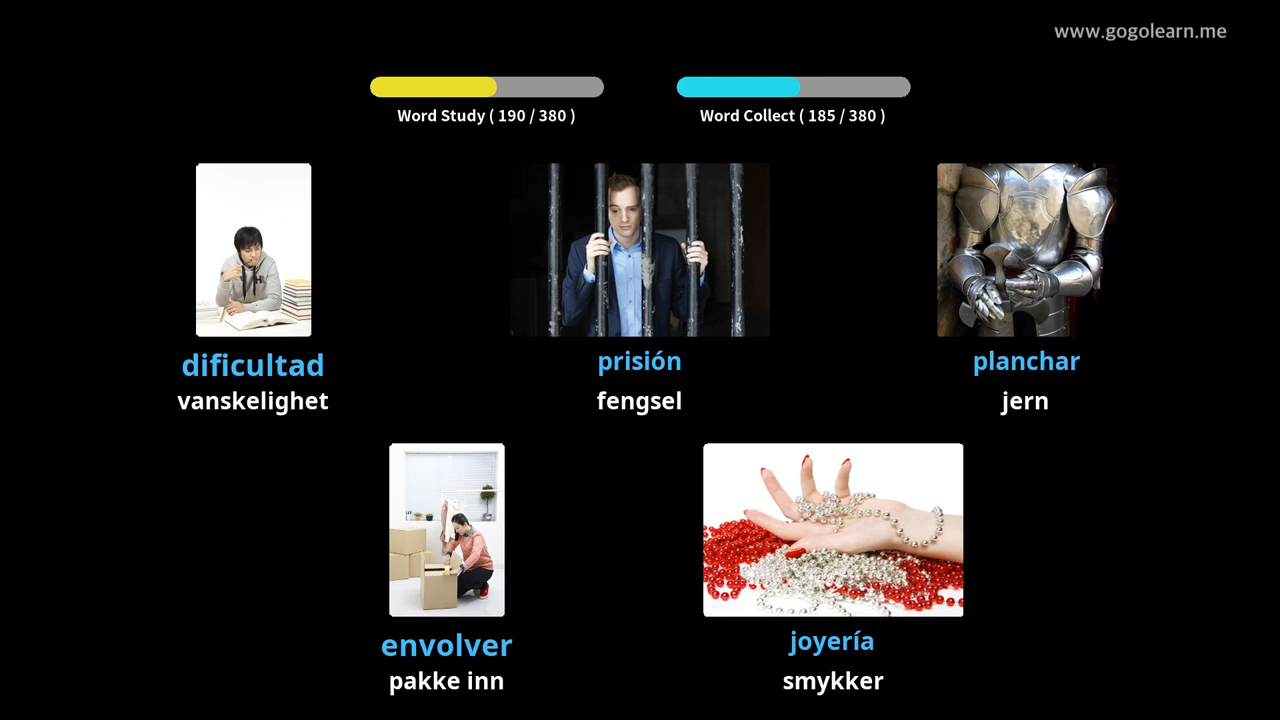 www.gogolearn.me
Word Study ( 190 / 380 )
Word Collect ( 185 / 380 )
dificultad
vanskelighet
prisión
fengsel
planchar
jern
envolver
pakke inn
joyería
smykker